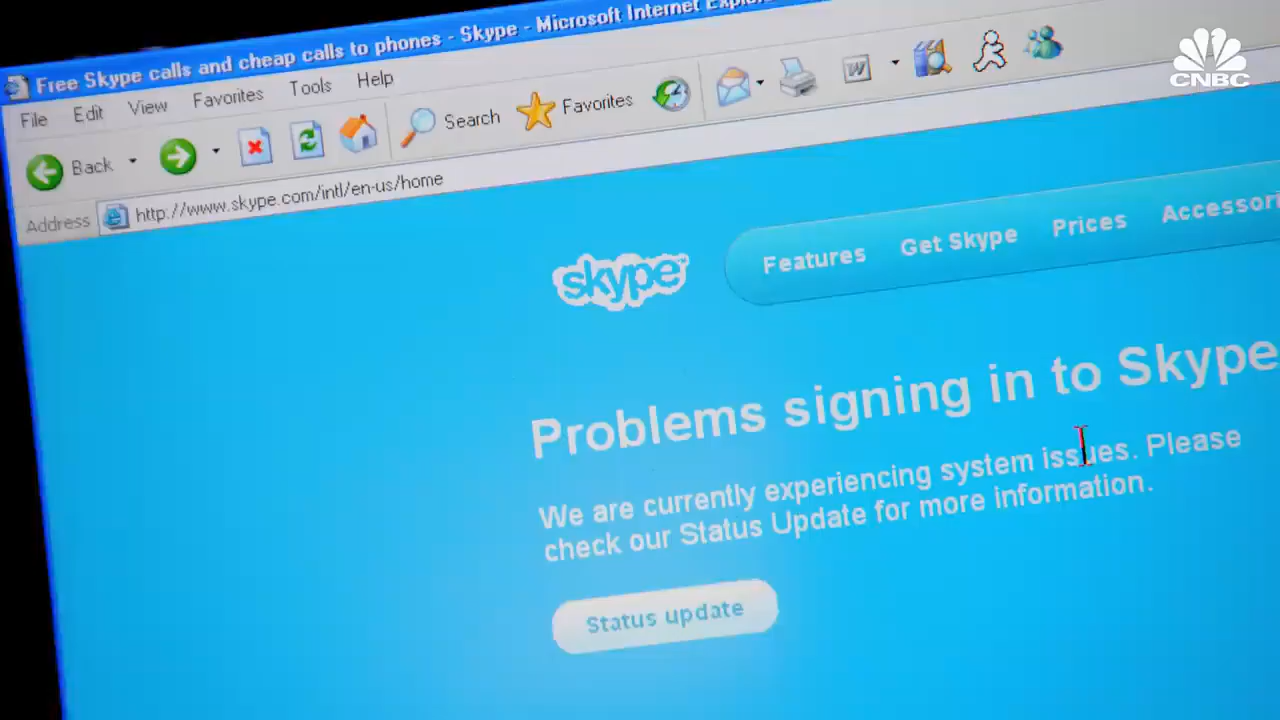 Free Skype calls and cheap calls to phones - Skype - Microsoft Internet
CNBC
File Edit View Favorites Tools Help
Back Search Favorites
W
Address http://www.skype.com/intl/en-us/home
skype
Features Get Skype Prices
Problems signing in to Skype
We are currently experiencing system issues. Please
check our Status Update for more information.
Status update